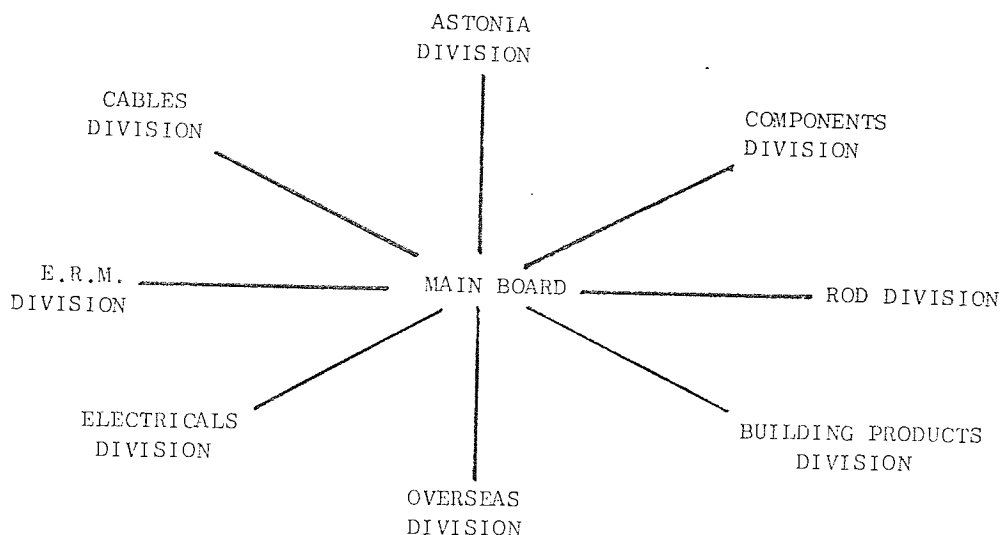 ASTONIA
DIVISION
CABLES
DIVISION
COMPONENTS
DIVISION
E.R.M.
DIVISION
MAIN BOARD
ROD DIVISION
ELECTRICALS
DIVISION
BUILDING PRODUCTS
DIVISION
OVERSEAS
DIVISION